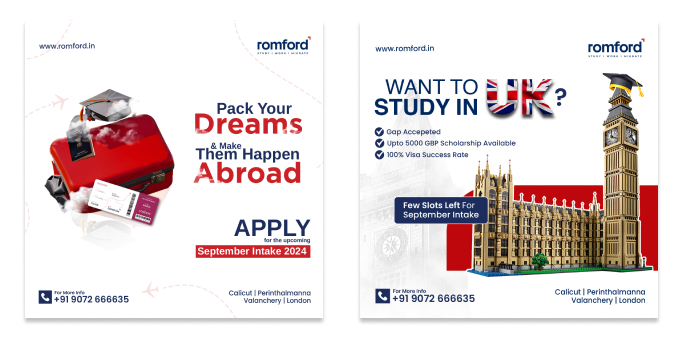 www.romford.in
romford
STUDY | WORK | MIGRATE
Pack Your
Dreams
& Make
Them Happen
Abroad
APPLY
for the upcoming
September Intake 2024
For More Info
+91 9072 666635
Calicut | Perinthalmanna
Valanchery | London
www.romford.in
romford
STUDY | WORK | MIGRATE
WANT TO
STUDY IN UK?
Gap Accepeted
Upto 5000 GBP Scholarship Available
100% Visa Success Rate
Few Slots Left For
September Intake
For More Info
+91 9072 666635
Calicut | Perinthalmanna
Valanchery | London